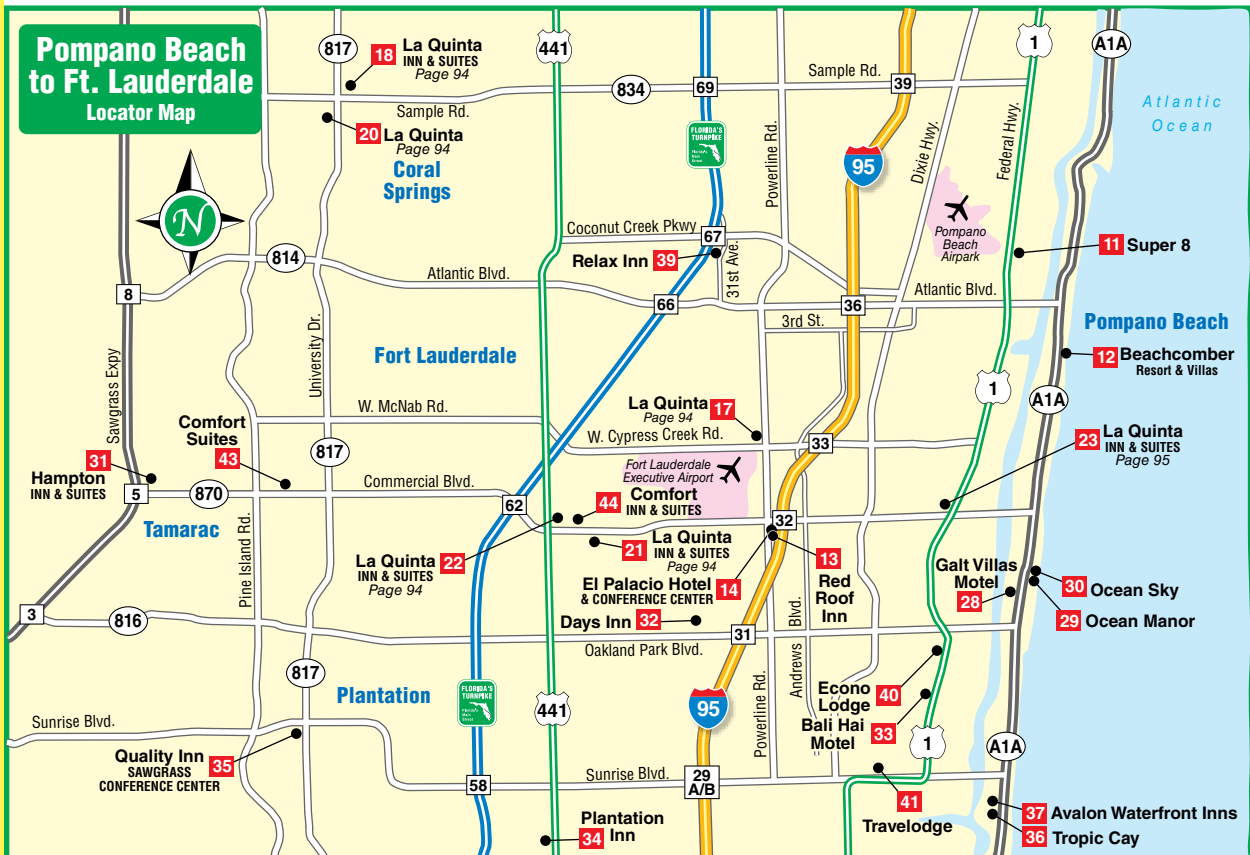 Pompano Beach
to Ft. Lauderdale
Locator Map
817
18
La Quinta
INN & SUITES
Page 94
441
834
69
Sample Rd.
39
1
A1A
Atlantic
Ocean
Sample Rd.
20
La Quinta
Page 94
Coral
Springs
FLORIDA'S
TURNPIKE
Powerline Rd.
95
Dixie Hwy.
Federal Hwy.
N
Pompano
Beach
Airpark
Coconut Creek Pkwy
67
11
Super 8
Relax Inn
39
31st Ave.
814
Atlantic Blvd.
8
66
36
Atlantic Blvd.
3rd St.
Pompano Beach
University Dr.
Fort Lauderdale
12
Beachcomber
Resort & Villas
Sawgrass Expy
1
A1A
W. McNab Rd.
La Quinta
Page 94
17
W. Cypress Creek Rd.
33
Comfort
Suites
43
817
23
La Quinta
INN & SUITES
Page 95
31
Hampton
INN & SUITES
Fort Lauderdale
Executive Airport
5
870
Commercial Blvd.
62
44
Comfort
INN & SUITES
32
Tamarac
Pine Island Rd.
La Quinta
INN & SUITES
Page 94
22
21
La Quinta
INN & SUITES
Page 94
El Palacio Hotel
& CONFERENCE CENTER
14
13
Red
Roof
Inn
Galt Villas
Motel
28
30
Ocean Sky
29
Ocean Manor
3
816
Days Inn
32
31
Oakland Park Blvd.
Andrews Blvd.
817
Plantation
FLORIDA'S
TURNPIKE
441
95
Powerline Rd.
Econo
Lodge
40
Bali Hai
Motel
33
1
A1A
Sunrise Blvd.
Quality Inn
SAWGRASS
CONFERENCE CENTER
35
58
Sunrise Blvd.
29
A/B
41
Travelodge
Plantation
Inn
34
37
Avalon Waterfront Inns
36
Tropic Cay